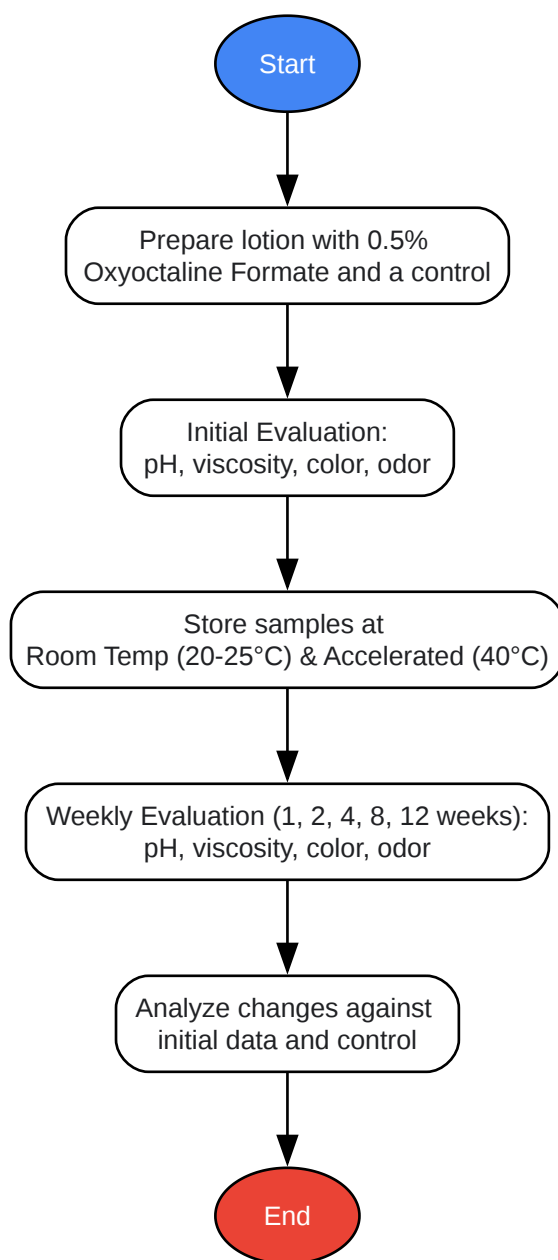 Start
Prepare lotion with 0.5%
Oxyoctaline Formate and a control
Initial Evaluation:
pH, viscosity, color, odor
Store samples at
Room Temp (20-25°C) & Accelerated (40°C)
Weekly Evaluation (1, 2, 4, 8, 12 weeks):
pH, viscosity, color, odor
Analyze changes against
initial data and control
End